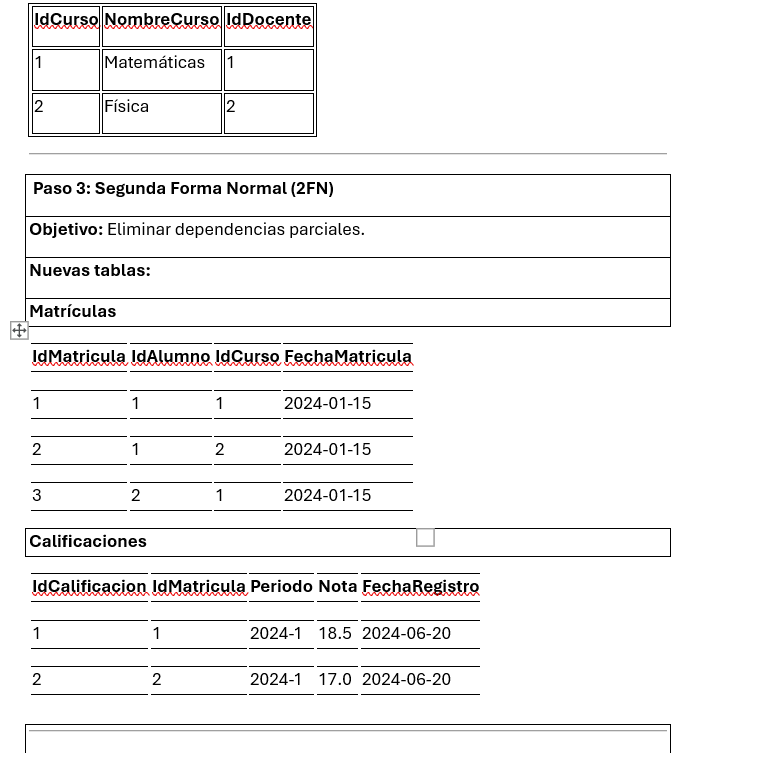 IdCurso NombreCurso IdDocente
1 Matemáticas 1
2 Física 2
Paso 3: Segunda Forma Normal (2FN)
Objetivo: Eliminar dependencias parciales.
Nuevas tablas:
Matrículas
IdMatricula IdAlumno IdCurso FechaMatricula
1 1 1 2024-01-15
2 1 2 2024-01-15
3 2 1 2024-01-15
Calificaciones
IdCalificacion IdMatricula Periodo Nota FechaRegistro
1 1 2024-1 18.5 2024-06-20
2 2 2024-1 17.0 2024-06-20